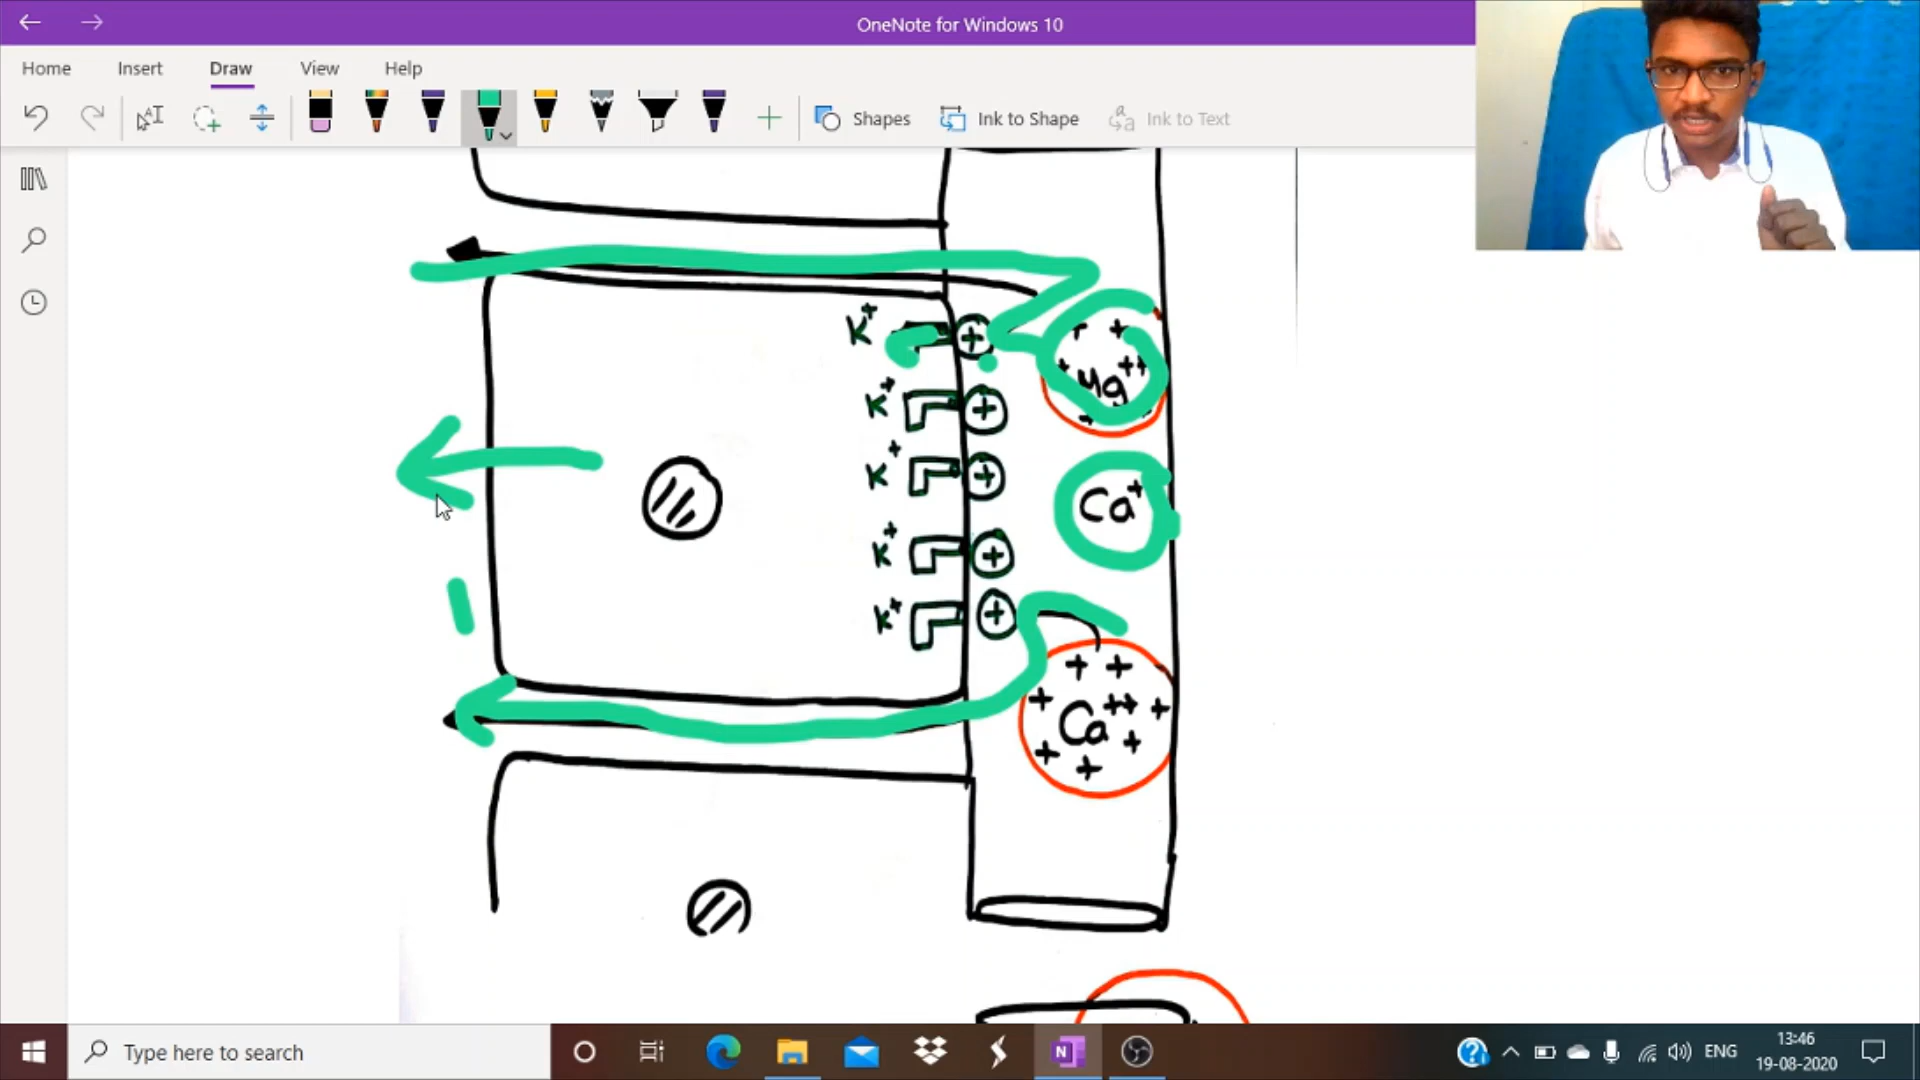 OneNote for Windows 10
Home Insert Draw View Help
Shapes Ink to Shape Ink to Text
K+ + + +
Mg++
K+ +
K+ + Ca+
K+ +
K+ +
+ +
+ Ca++ +
+ +
+
Type here to search
ENG
13:46
19-08-2020